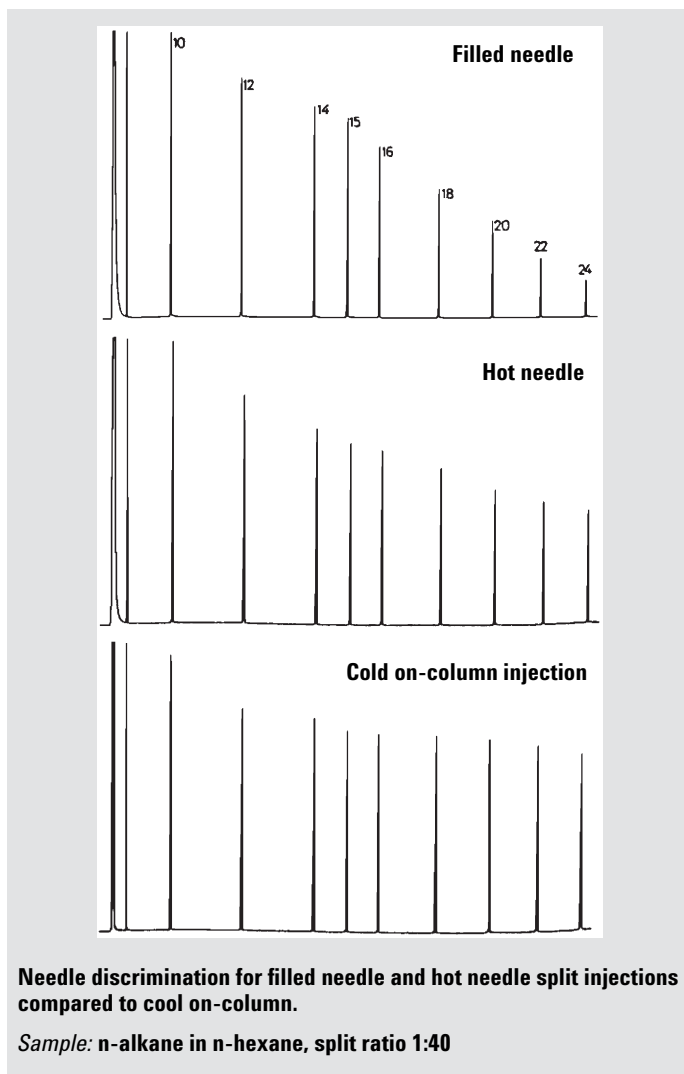 Filled needle
10
12
14
15
16
18
20
22
24
Hot needle
Cold on-column injection
Needle discrimination for filled needle and hot needle split injections
compared to cool on-column.
Sample: n-alkane in n-hexane, split ratio 1:40